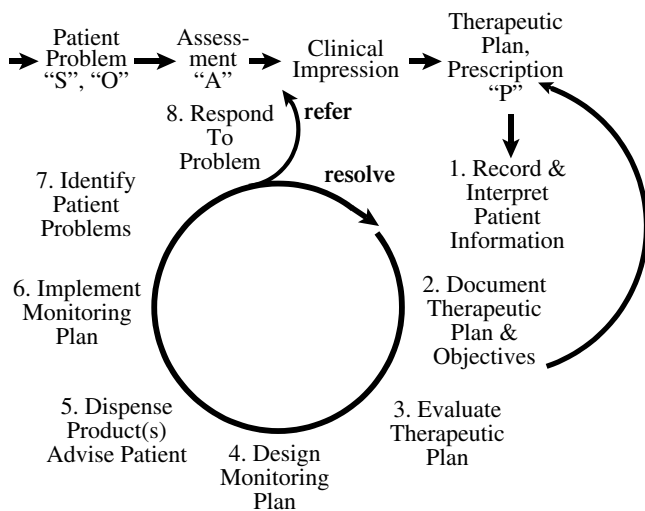 Patient
Problem
“S”, “O”
Assess-
ment
“A”
Clinical
Impression
Therapeutic
Plan,
Prescription
“P”
refer
8. Respond
To
Problem
resolve
1. Record &
Interpret
Patient
Information
7. Identify
Patient
Problems
2. Document
Therapeutic
Plan &
Objectives
6. Implement
Monitoring
Plan
3. Evaluate
Therapeutic
Plan
5. Dispense
Product(s)
Advise Patient
4. Design
Monitoring
Plan